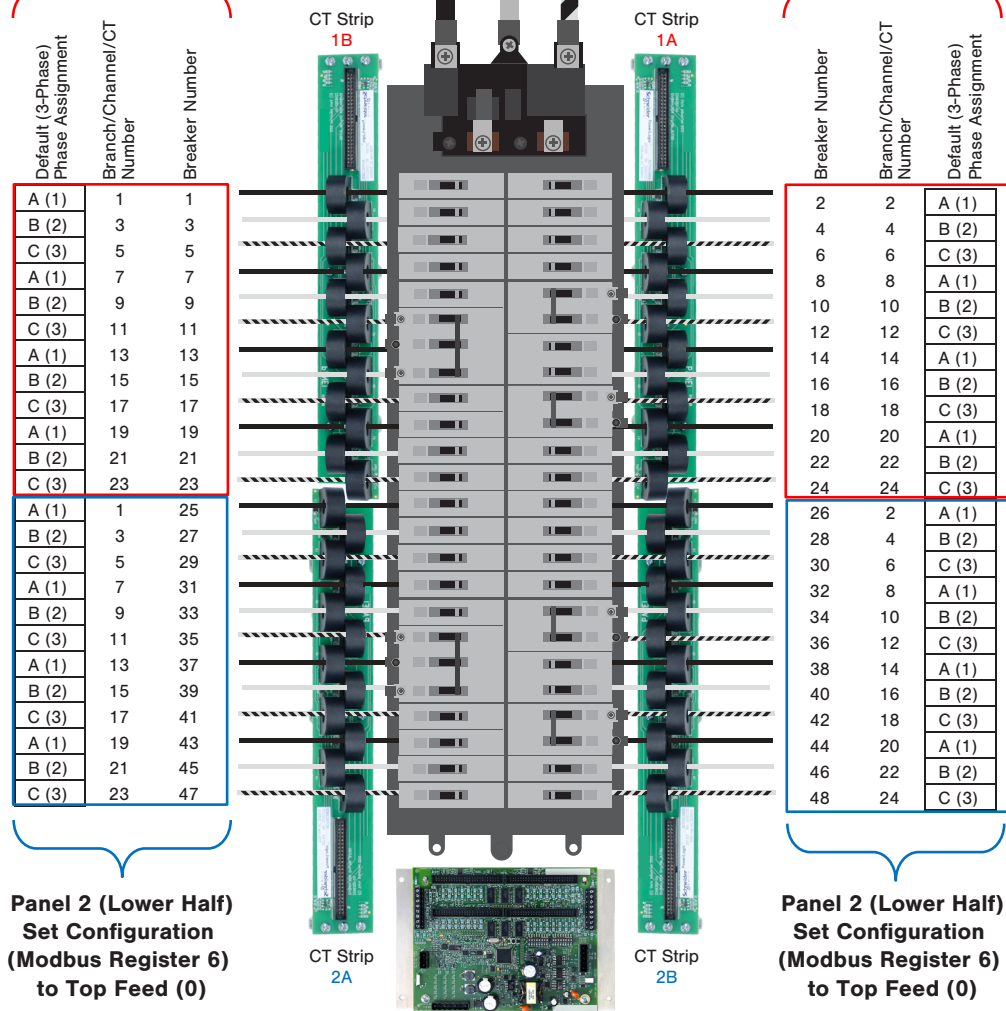 CT Strip
1B
CT Strip
1A
Default (3-Phase)
Phase Assignment
Branch/Channel/CT
Number
Breaker Number
A (1) 1 1
B (2) 3 3
C (3) 5 5
A (1) 7 7
B (2) 9 9
C (3) 11 11
A (1) 13 13
B (2) 15 15
C (3) 17 17
A (1) 19 19
B (2) 21 21
C (3) 23 23
A (1) 1 25
B (2) 3 27
C (3) 5 29
A (1) 7 31
B (2) 9 33
C (3) 11 35
A (1) 13 37
B (2) 15 39
C (3) 17 41
A (1) 19 43
B (2) 21 45
C (3) 23 47
Panel 2 (Lower Half)
Set Configuration
(Modbus Register 6)
to Top Feed (0)
Schneider
Schneider
CT Strip
2A
CT Strip
2B
Breaker Number
Branch/Channel/CT
Number
Default (3-Phase)
Phase Assignment
2 2 A (1)
4 4 B (2)
6 6 C (3)
8 8 A (1)
10 10 B (2)
12 12 C (3)
14 14 A (1)
16 16 B (2)
18 18 C (3)
20 20 A (1)
22 22 B (2)
24 24 C (3)
26 2 A (1)
28 4 B (2)
30 6 C (3)
32 8 A (1)
34 10 B (2)
36 12 C (3)
38 14 A (1)
40 16 B (2)
42 18 C (3)
44 20 A (1)
46 22 B (2)
48 24 C (3)
Panel 2 (Lower Half)
Set Configuration
(Modbus Register 6)
to Top Feed (0)